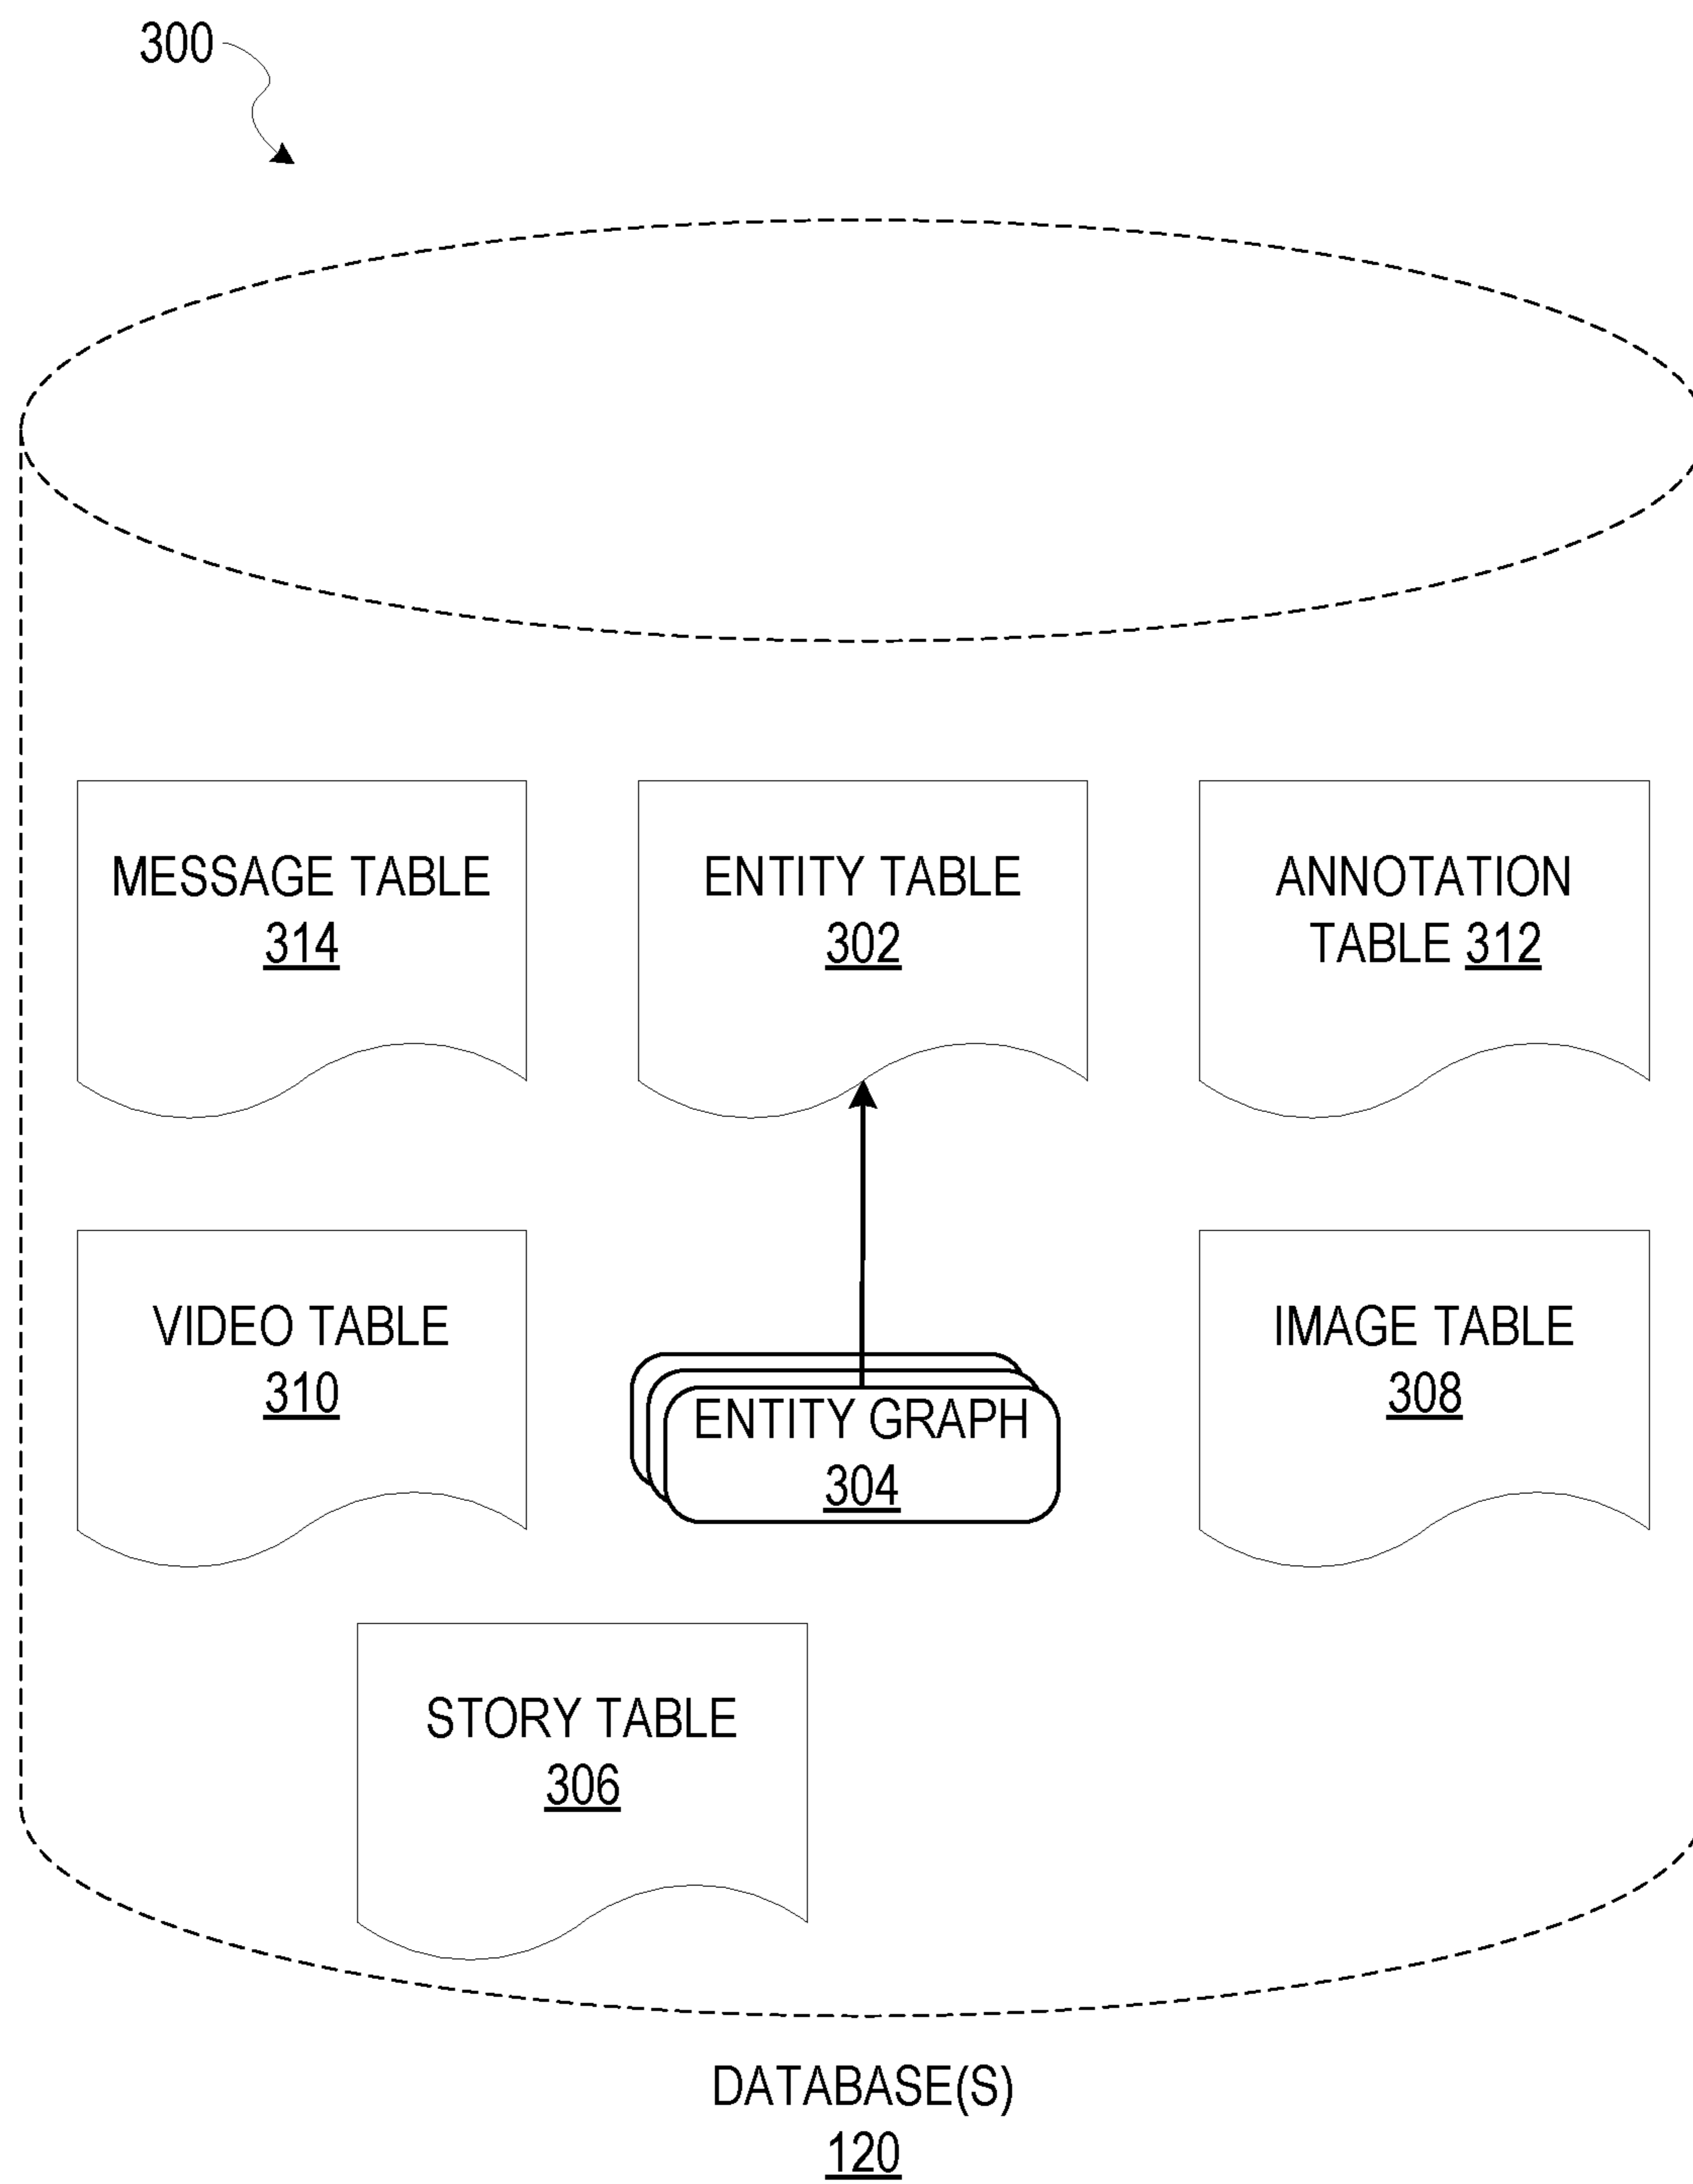 300
MESSAGE TABLE
314
ENTITY TABLE
302
ANNOTATION
TABLE 312
VIDEO TABLE
310
ENTITY GRAPH
304
IMAGE TABLE
308
STORY TABLE
306
DATABASE(S)
120